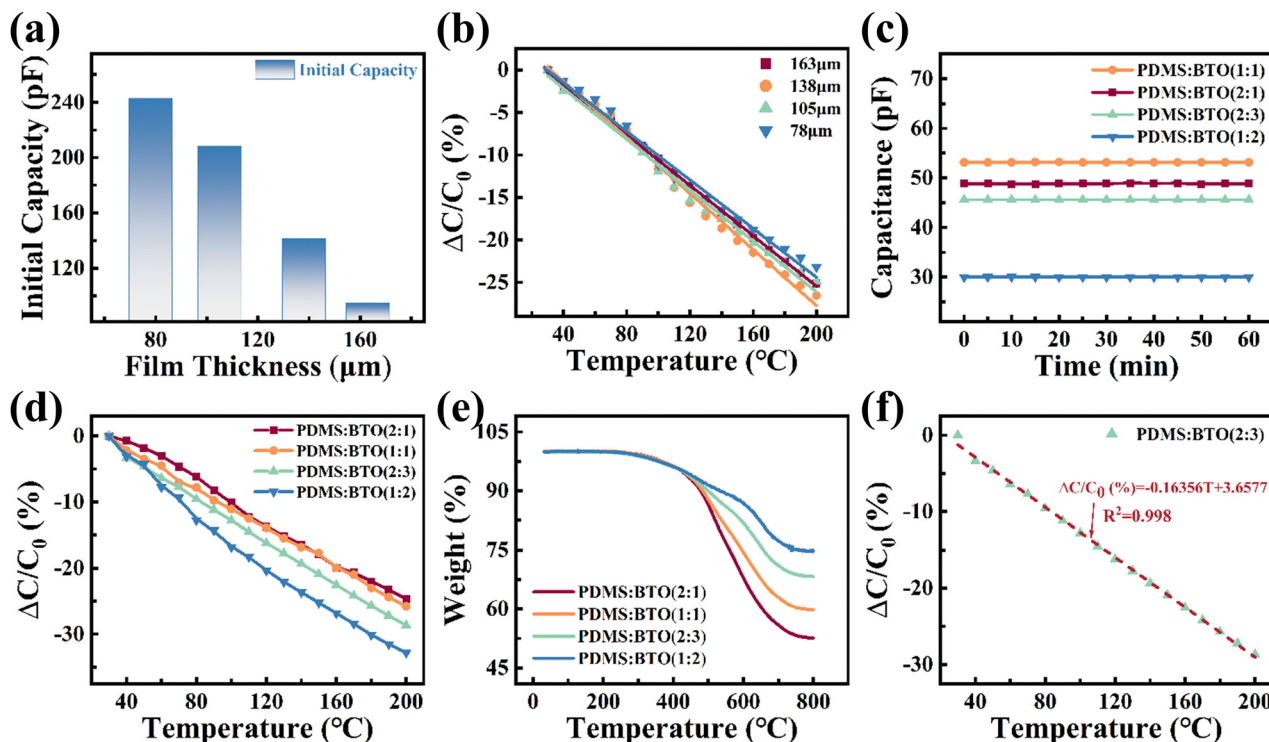 (a)
Initial Capacity
Initial Capacity (pF)
240
200
160
120
80
120
160
Film Thickness (μm)
(b)
163μm
138μm
105μm
78μm
ΔC/C0 (%)
0
-5
-10
-15
-20
-25
40
80
120
160
200
Temperature (°C)
(c)
PDMS:BTO(1:1)
PDMS:BTO(2:1)
PDMS:BTO(2:3)
PDMS:BTO(1:2)
Capacitance (pF)
70
60
50
40
30
0
10
20
30
40
50
60
Time (min)
(d)
PDMS:BTO(2:1)
PDMS:BTO(1:1)
PDMS:BTO(2:3)
PDMS:BTO(1:2)
ΔC/C0 (%)
0
-10
-20
-30
40
80
120
160
200
Temperature (°C)
(e)
Weight (%)
105
90
75
60
45
PDMS:BTO(2:1)
PDMS:BTO(1:1)
PDMS:BTO(2:3)
PDMS:BTO(1:2)
0
200
400
600
800
Temperature (°C)
(f)
PDMS:BTO(2:3)
ΔC/C0 (%)=-0.16356T+3.6577
R²=0.998
ΔC/C0 (%)
0
-10
-20
-30
40
80
120
160
200
Temperature (°C)